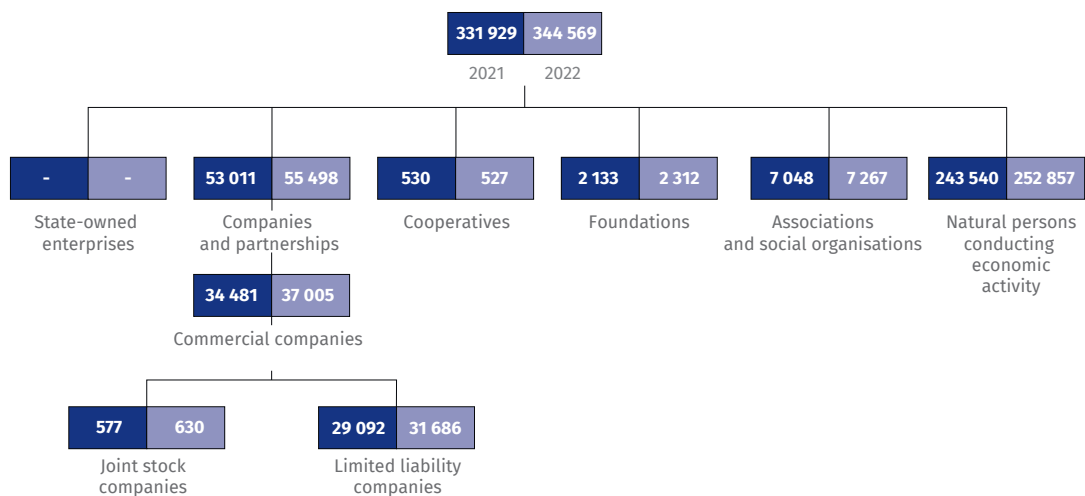 331 929 344 569
2021 2022
- -
53 011 55 498
530 527
2 133 2 312
7 048 7 267
243 540 252 857
State-owned
enterprises
Companies
and partnerships
Cooperatives
Foundations
Associations
and social organisations
Natural persons
conducting
economic
activity
34 481 37 005
Commercial companies
577 630
29 092 31 686
Joint stock
companies
Limited liability
companies